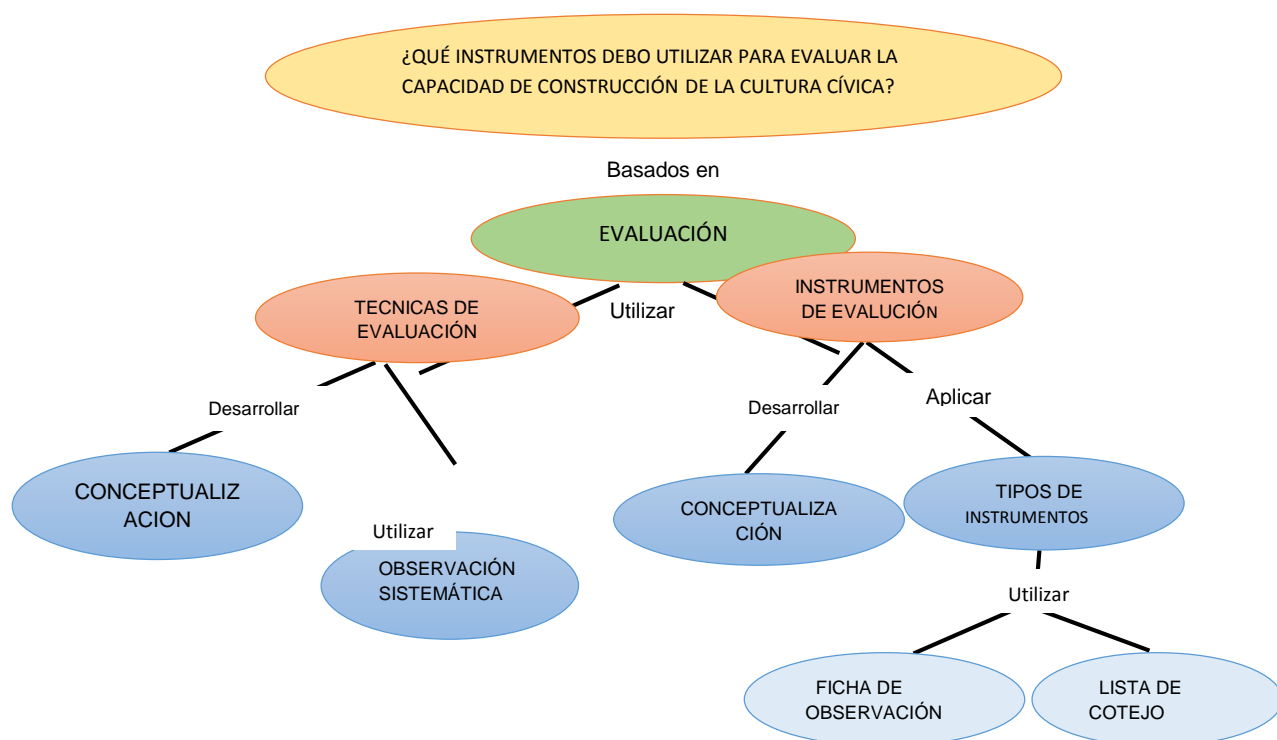 ¿QUÉ INSTRUMENTOS DEBO UTILIZAR PARA EVALUAR LA
CAPACIDAD DE CONSTRUCCIÓN DE LA CULTURA CÍVICA?
Basados en
EVALUACIÓN
TECNICAS DE
EVALUACIÓN
Utilizar
INSTRUMENTOS
DE EVALUCIÓN
Desarrollar
Desarrollar
Aplicar
CONCEPTUALIZ
ACION
Utilizar
OBSERVACIÓN
SISTEMÁTICA
CONCEPTUALIZA
CIÓN
TIPOS DE
INSTRUMENTOS
Utilizar
FICHA DE
OBSERVACIÓN
LISTA DE
COTEJO